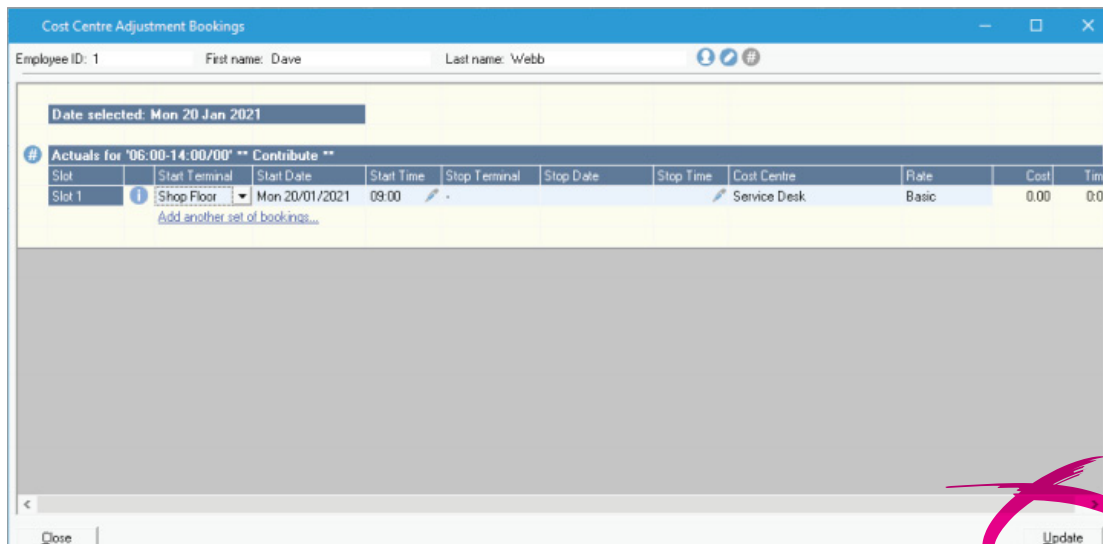 Cost Centre Adjustment Bookings
Employee ID: 1 First name: Dave Last name: Webb
Date selected: Mon 20 Jan 2021
# Actuals for '06:00-14:00/00' ** Contribute **
Slot Start Terminal Start Date Start Time Stop Terminal Stop Date Stop Time Cost Centre Rate Cost Tim
Slot 1 Shop Floor Mon 20/01/2021 09:00 - Service Desk Basic 0.00 0:0
Add another set of bookings...
Close Update